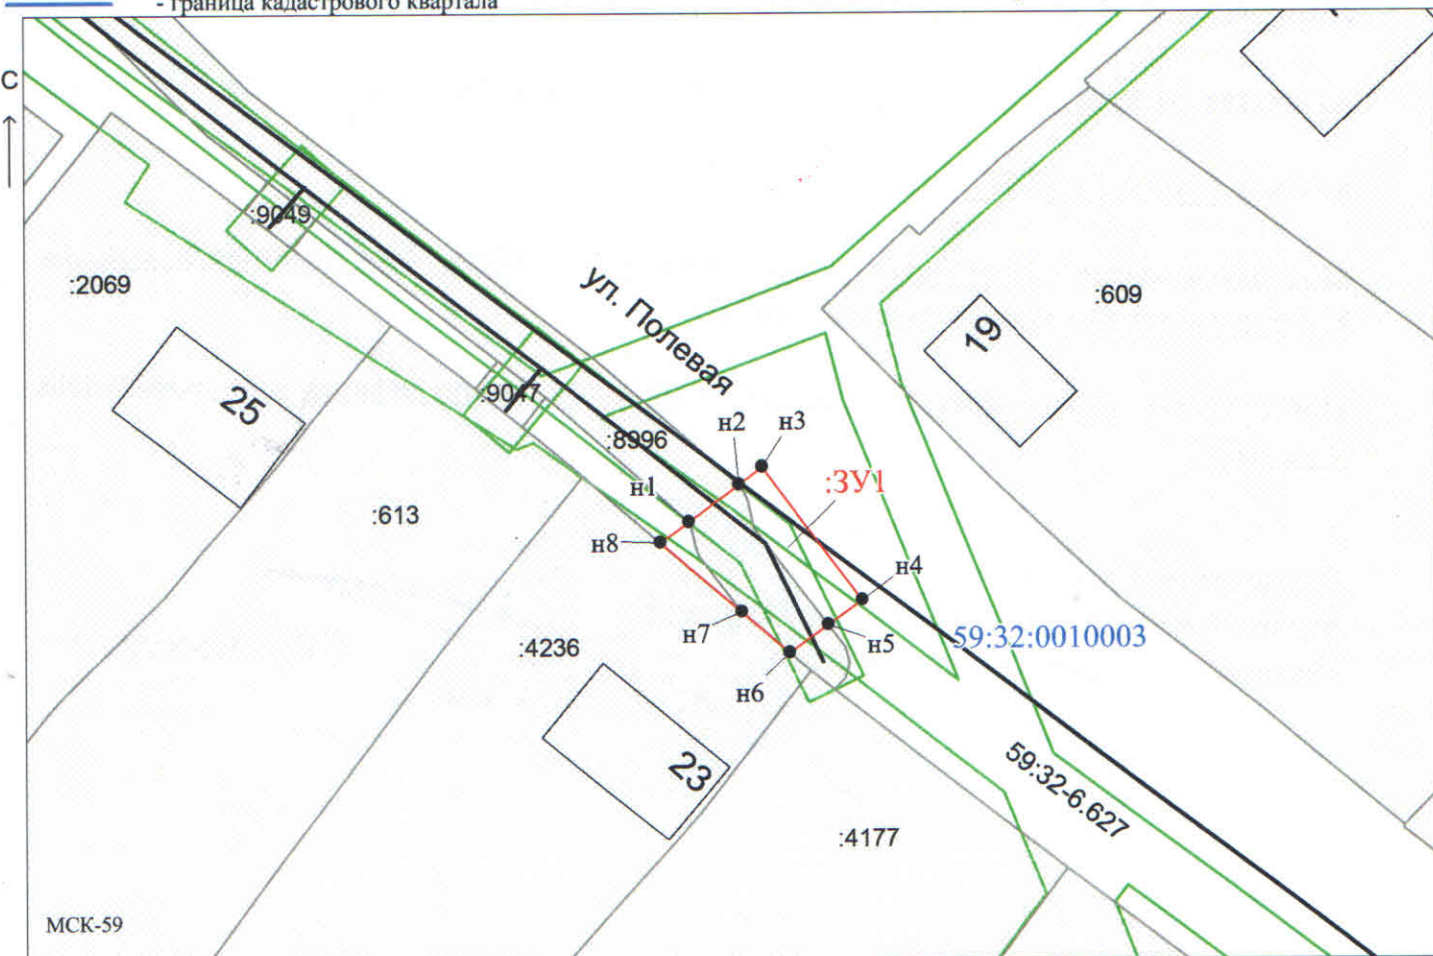 - граница кадастрового квартала
С
:9049
:2069
ул. Полевая
:609
19
25
:9047
:8996
н2
н3
н1
:ЗУ1
:613
н8
н4
59:32:0010003
н7
н5
:4236
н6
23
59:32-6.627
:4177
МСК-59